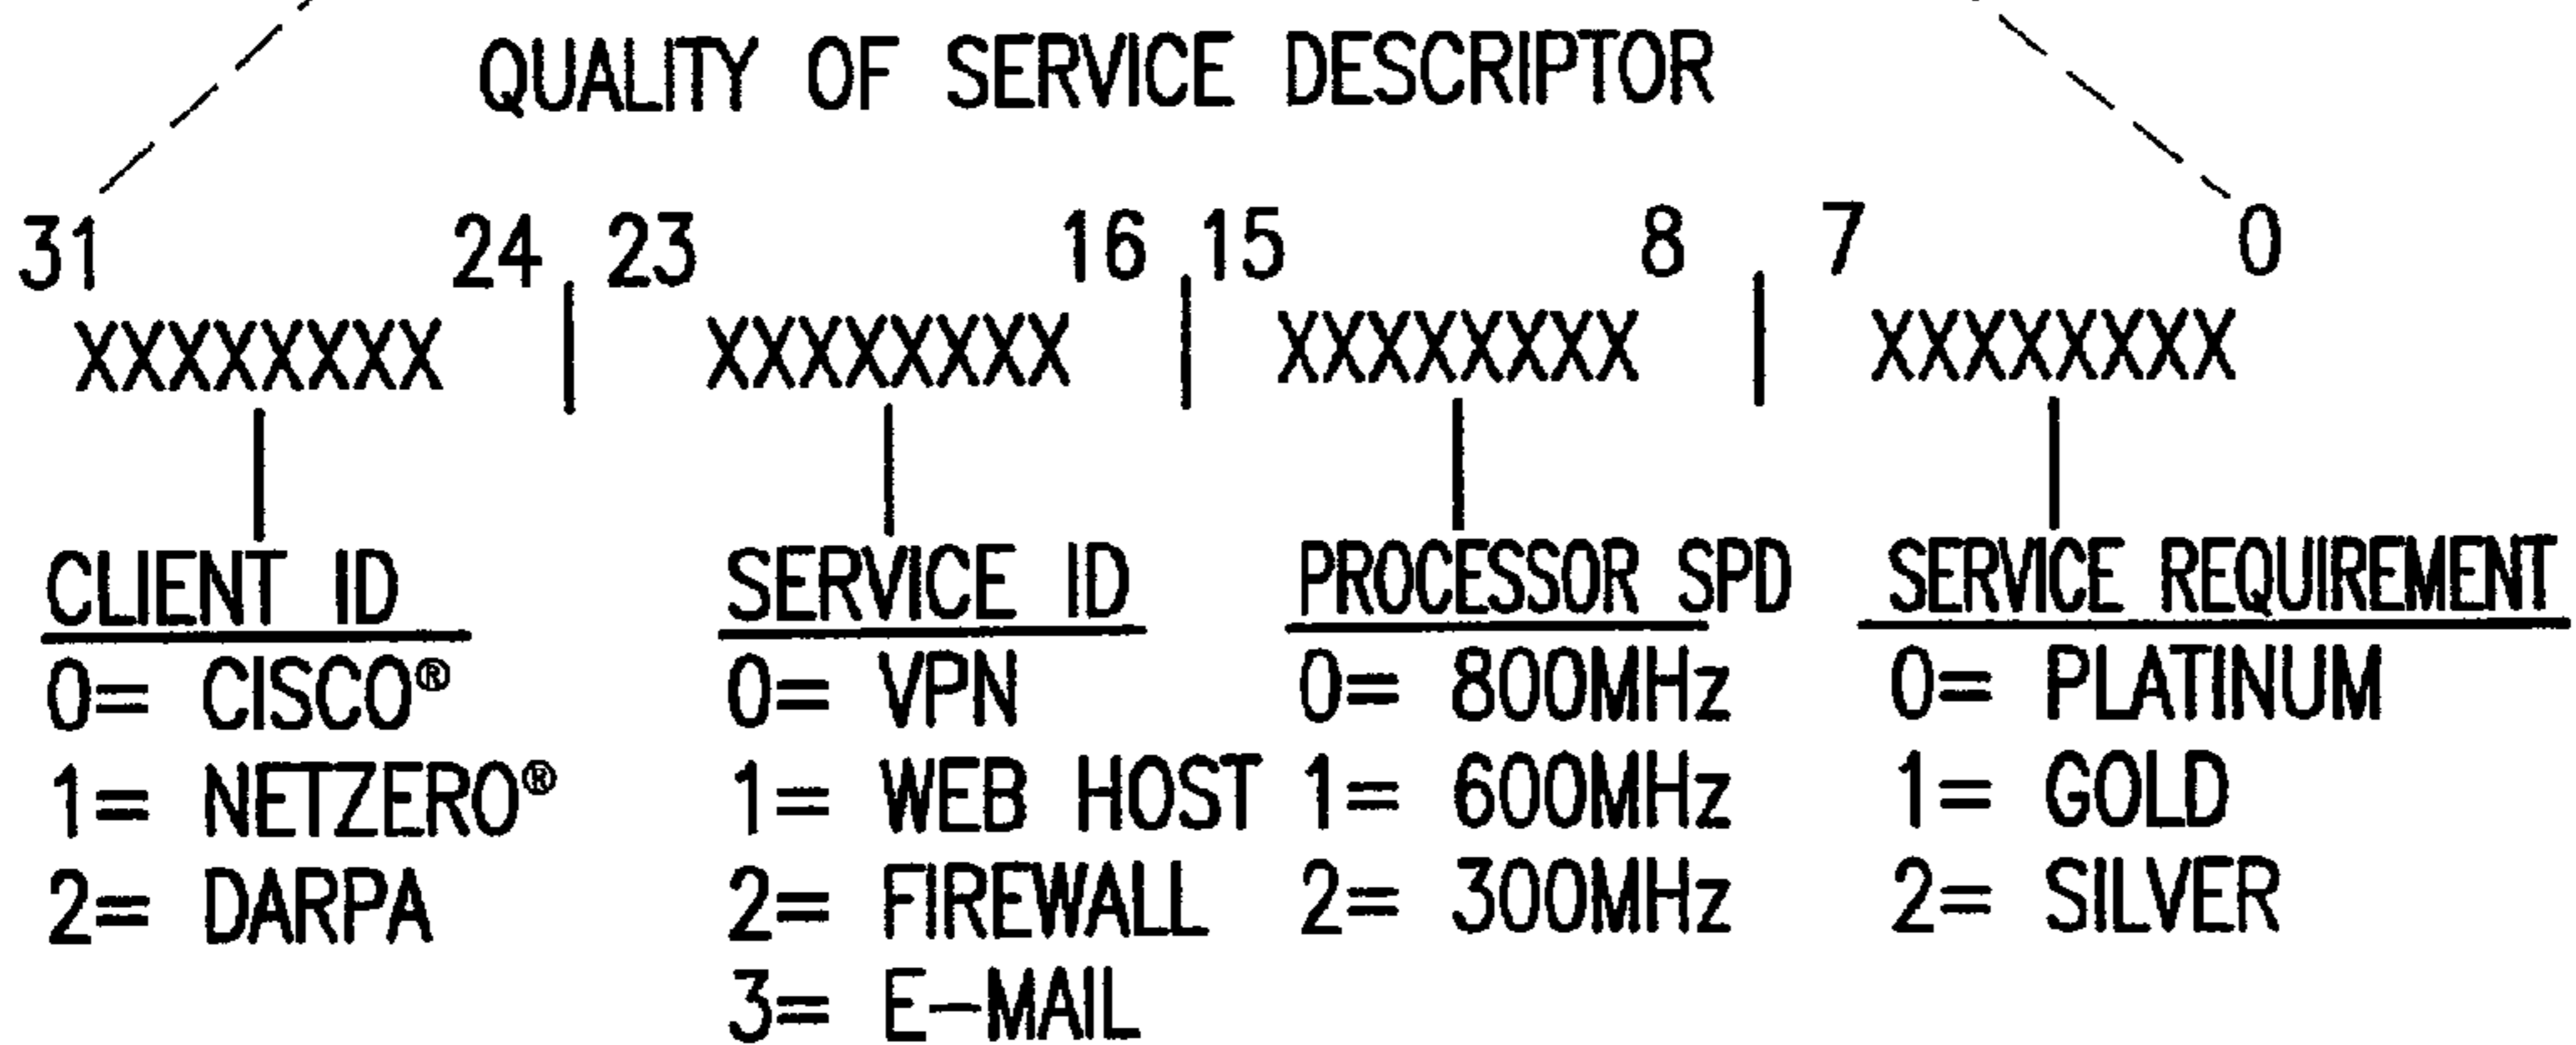 QUALITY OF SERVICE DESCRIPTOR
31 24 23 16 15 8 7 0
XXXXXXXX | XXXXXXXX | XXXXXXXX | XXXXXXXX
CLIENT ID SERVICE ID PROCESSOR SPD SERVICE REQUIREMENT
0= CISCO® 0= VPN 0= 800MHz 0= PLATINUM
1= NETZERO® 1= WEB HOST 1= 600MHz 1= GOLD
2= DARPA 2= FIREWALL 2= 300MHz 2= SILVER
3= E-MAIL